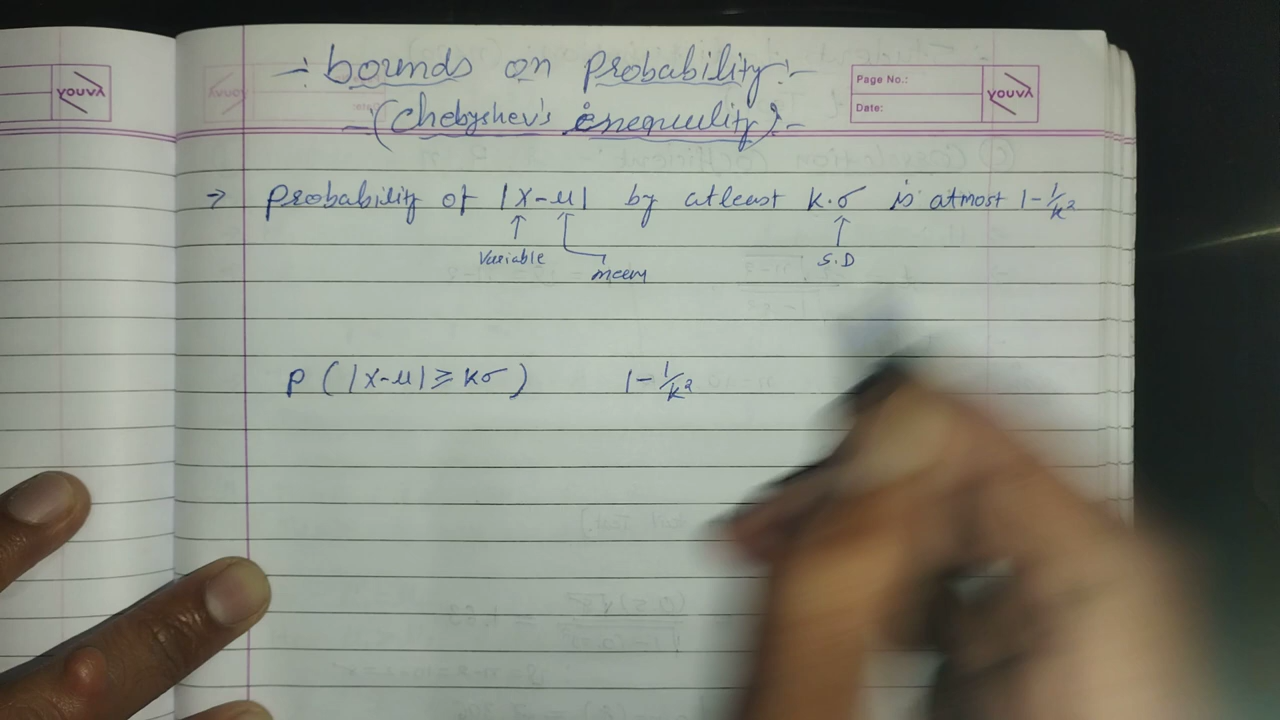 -: bounds on Probability :-
-( Chebyshev's inequality ):-
Page No.:
Date:
youva
youva
→ Probability of |X-μ| by atleast k.σ is atmost 1-1/k²
↑ Variable
mean
↑ S.D
P ( |X-μ| ≥ kσ ) 1-1/k²